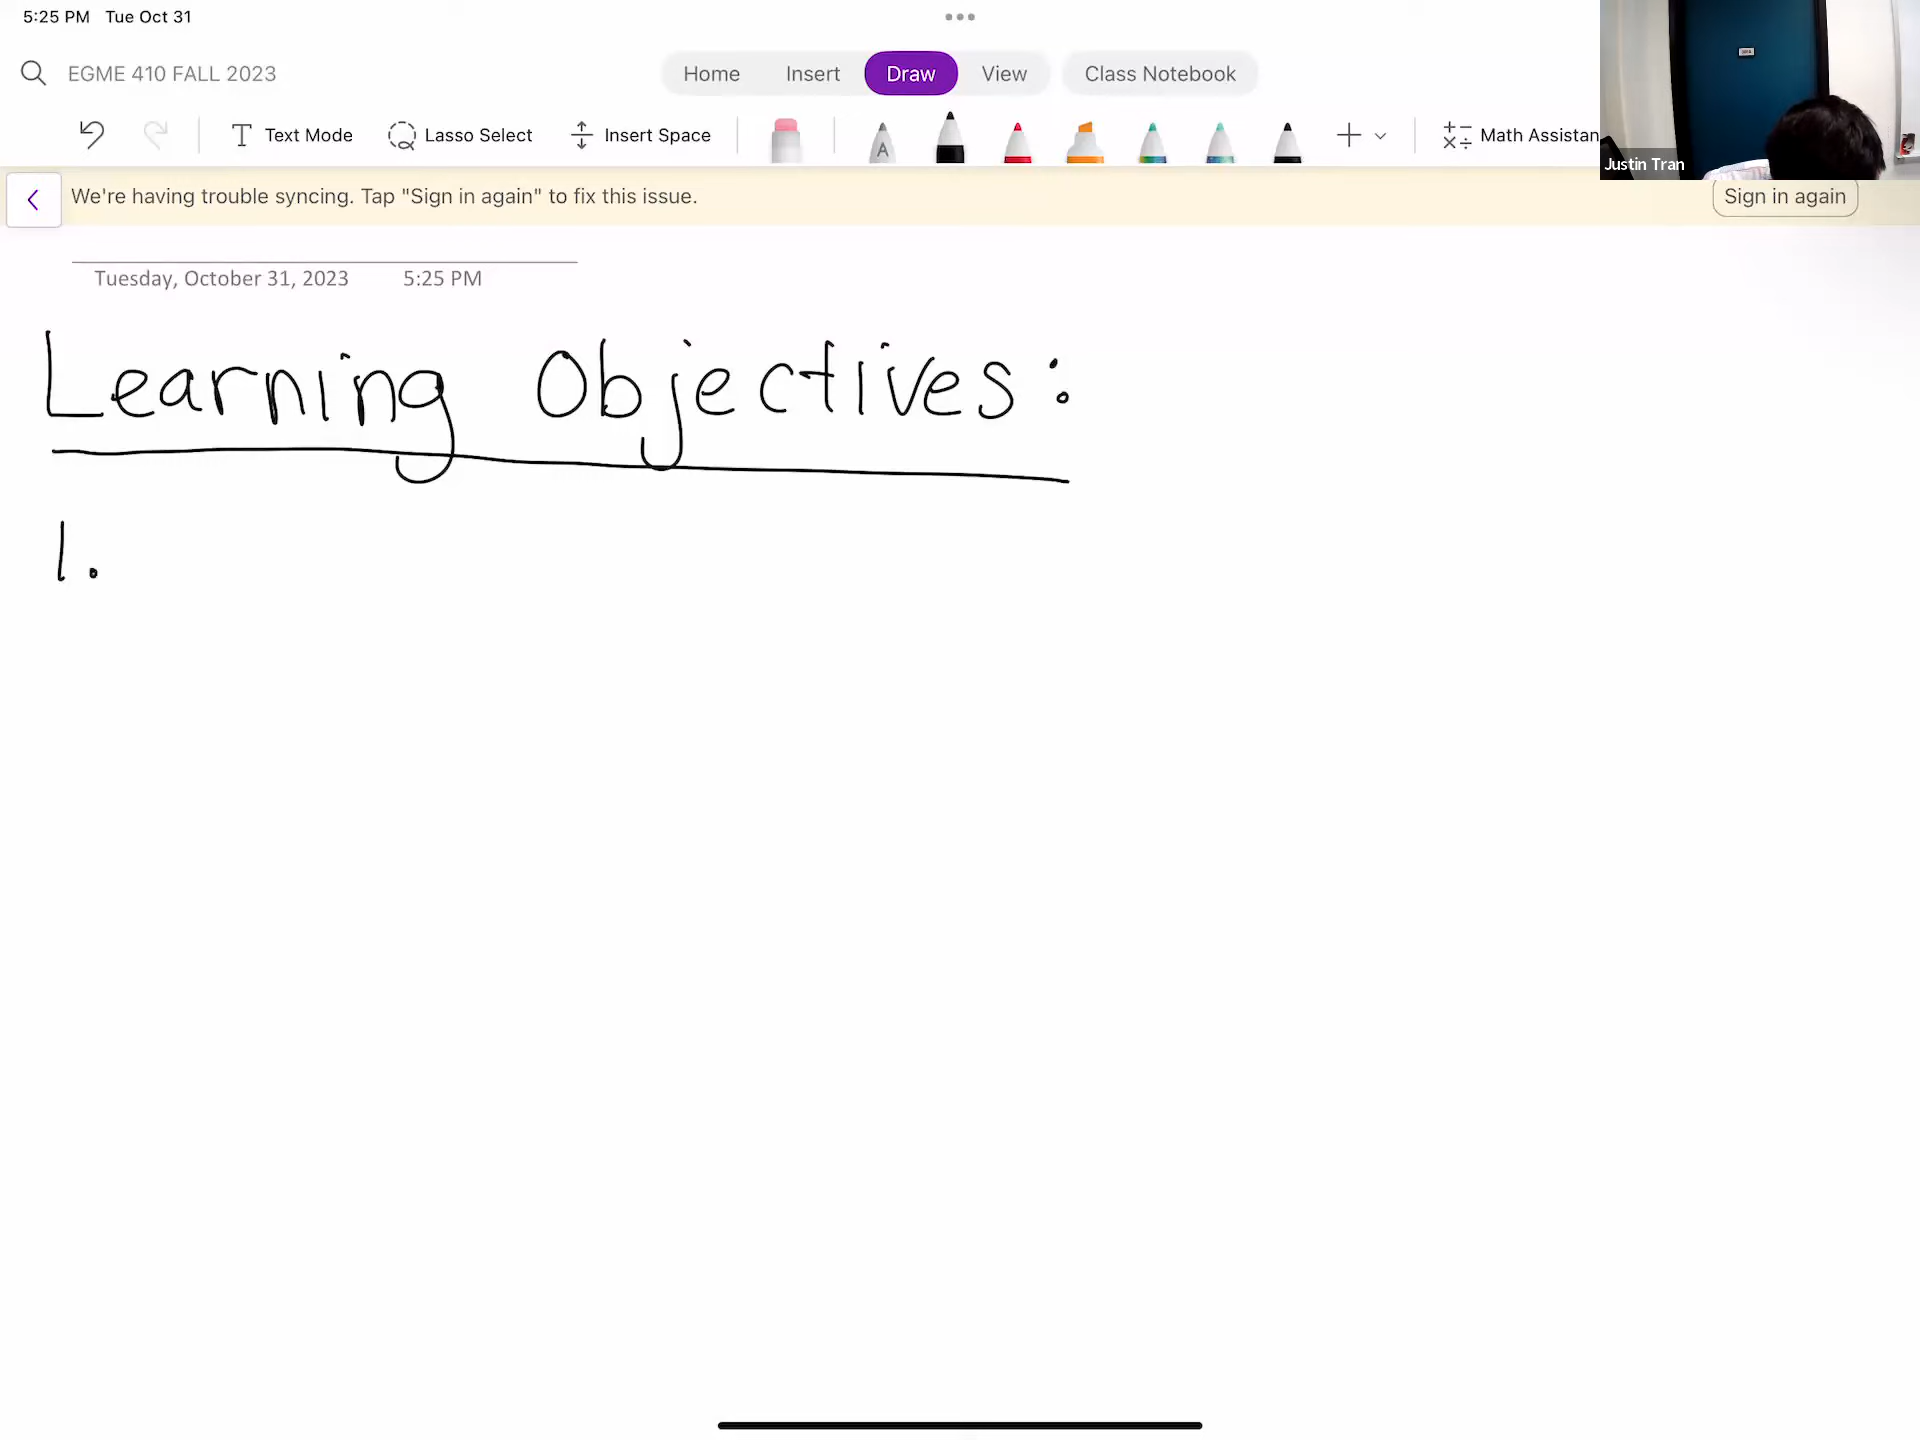 5:25 PM Tue Oct 31
EGME 410 FALL 2023
Home Insert Draw View Class Notebook
Text Mode Lasso Select Insert Space A Math Assistan
Justin Tran
We're having trouble syncing. Tap "Sign in again" to fix this issue. Sign in again
Tuesday, October 31, 2023 5:25 PM
Learning Objectives:
1.